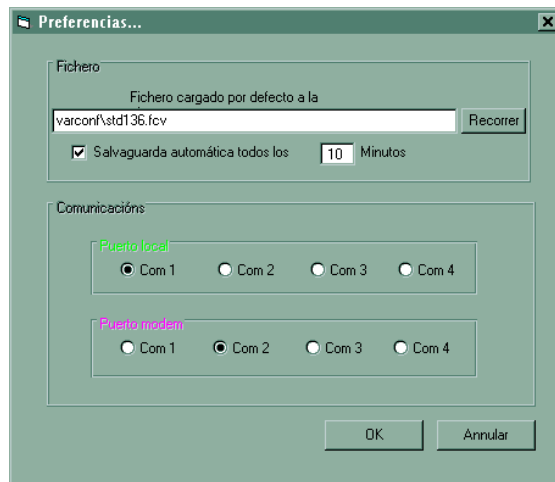 Preferencias...
Fichero
Fichero cargado por defecto a la
varconf\std136.fcv
Recorrer
Salvaguarda automática todos los 10 Minutos
Comunicacións
Puerto local
Com 1 Com 2 Com 3 Com 4
Puerto modem
Com 1 Com 2 Com 3 Com 4
OK Annular